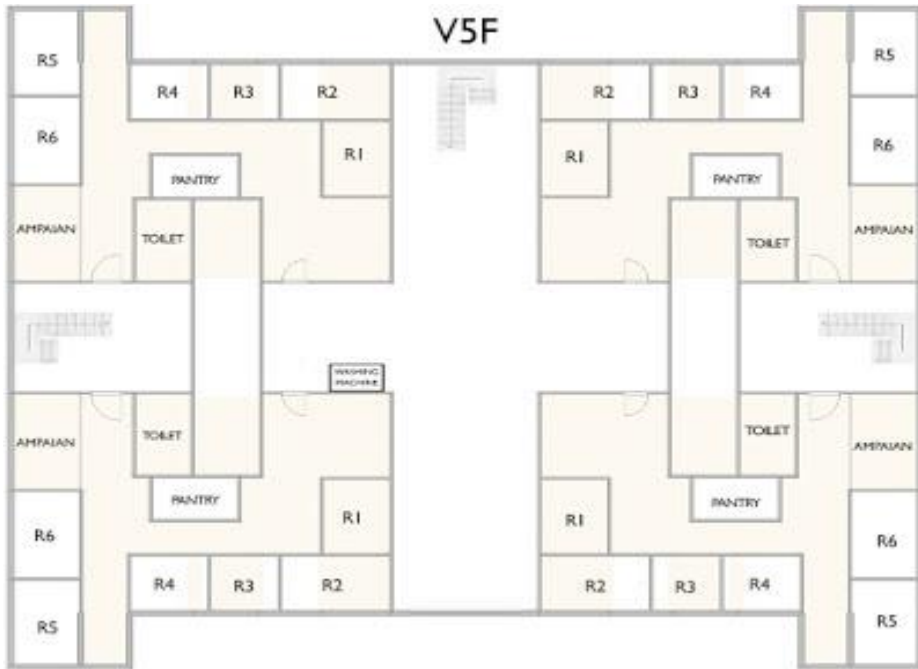 V5F
R5
R4
R3
R2
R2
R3
R4
R5
R6
R1
R1
R6
PANTRY
PANTRY
AMPAIAN
TOILET
TOILET
AMPAIAN
WASHING
MACHINE
AMPAIAN
TOILET
TOILET
AMPAIAN
PANTRY
PANTRY
R6
R1
R1
R6
R5
R4
R3
R2
R2
R3
R4
R5